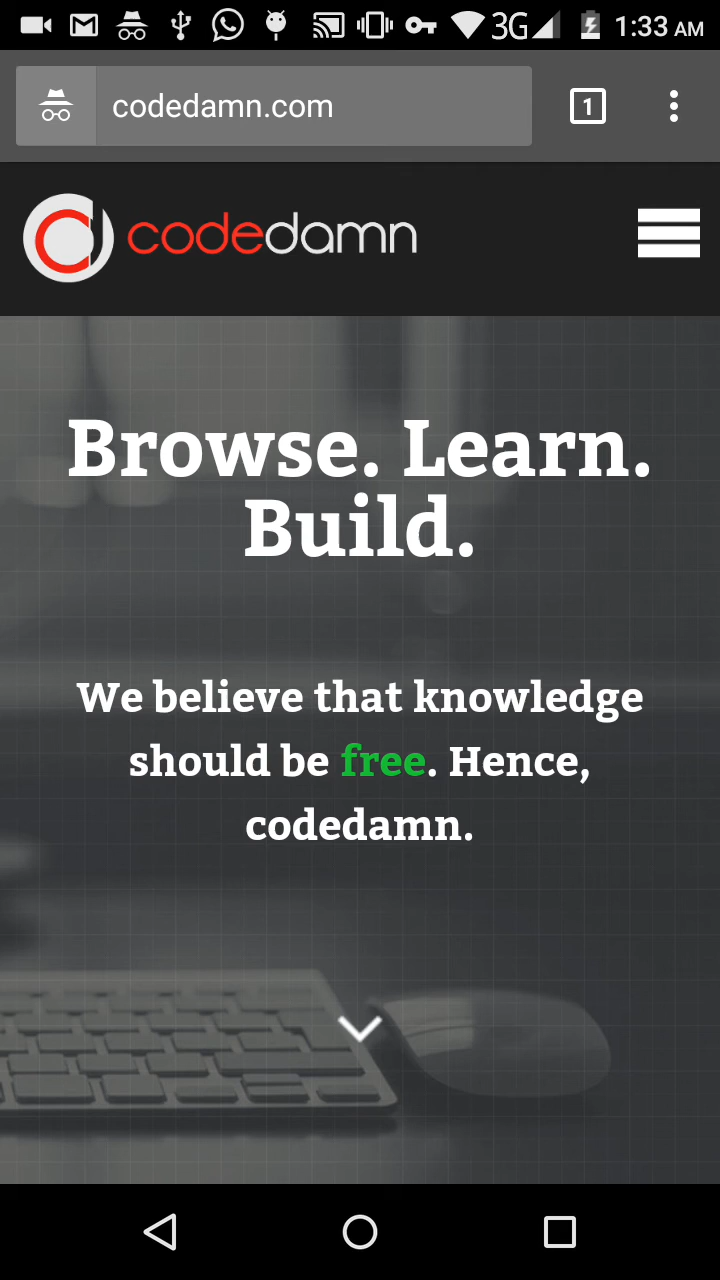 3G 1:33 AM
codedamn.com 1
codedamn
Browse. Learn.
Build.
We believe that knowledge
should be free. Hence,
codedamn.